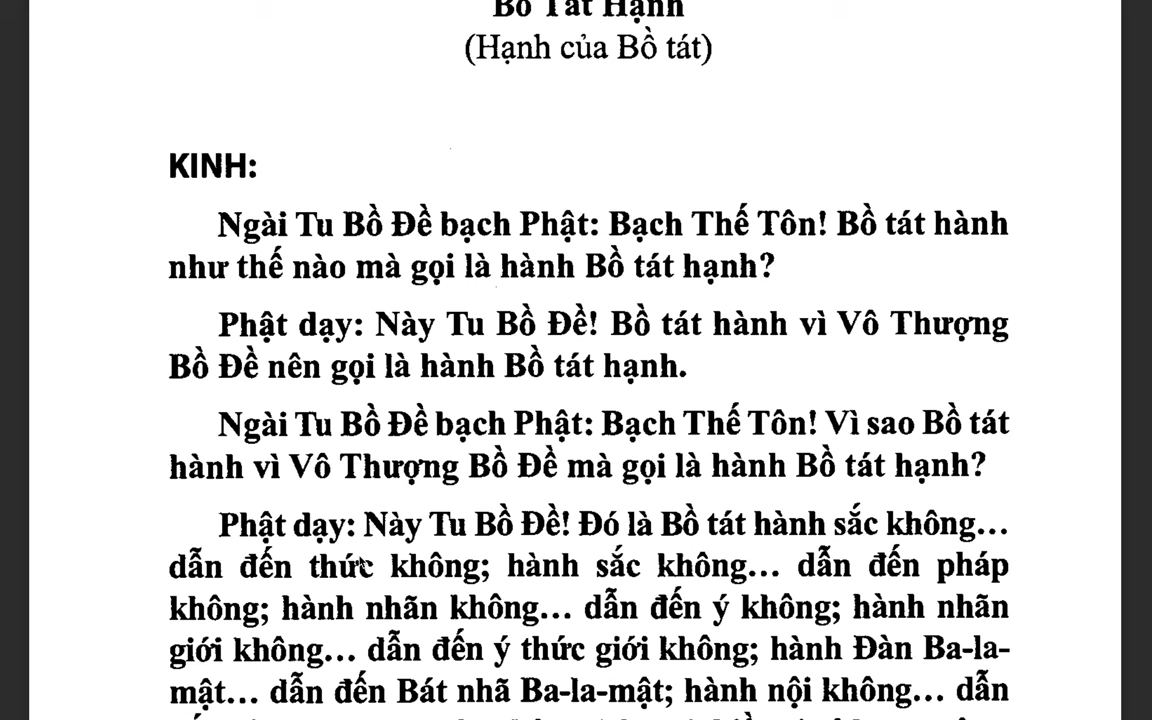 Bồ Tát Hạnh
(Hạnh của Bồ tát)
KINH:
Ngài Tu Bồ Đề bạch Phật: Bạch Thế Tôn! Bồ tát hành
như thế nào mà gọi là hành Bồ tát hạnh?
Phật dạy: Này Tu Bồ Đề! Bồ tát hành vì Vô Thượng
Bồ Đề nên gọi là hành Bồ tát hạnh.
Ngài Tu Bồ Đề bạch Phật: Bạch Thế Tôn! Vì sao Bồ tát
hành vì Vô Thượng Bồ Đề mà gọi là hành Bồ tát hạnh?
Phật dạy: Này Tu Bồ Đề! Đó là Bồ tát hành sắc không...
dẫn đến thức không; hành sắc không... dẫn đến pháp
không; hành nhãn không... dẫn đến ý không; hành nhãn
giới không... dẫn đến ý thức giới không; hành Đàn Ba-la-
mật... dẫn đến Bát nhã Ba-la-mật; hành nội không... dẫn